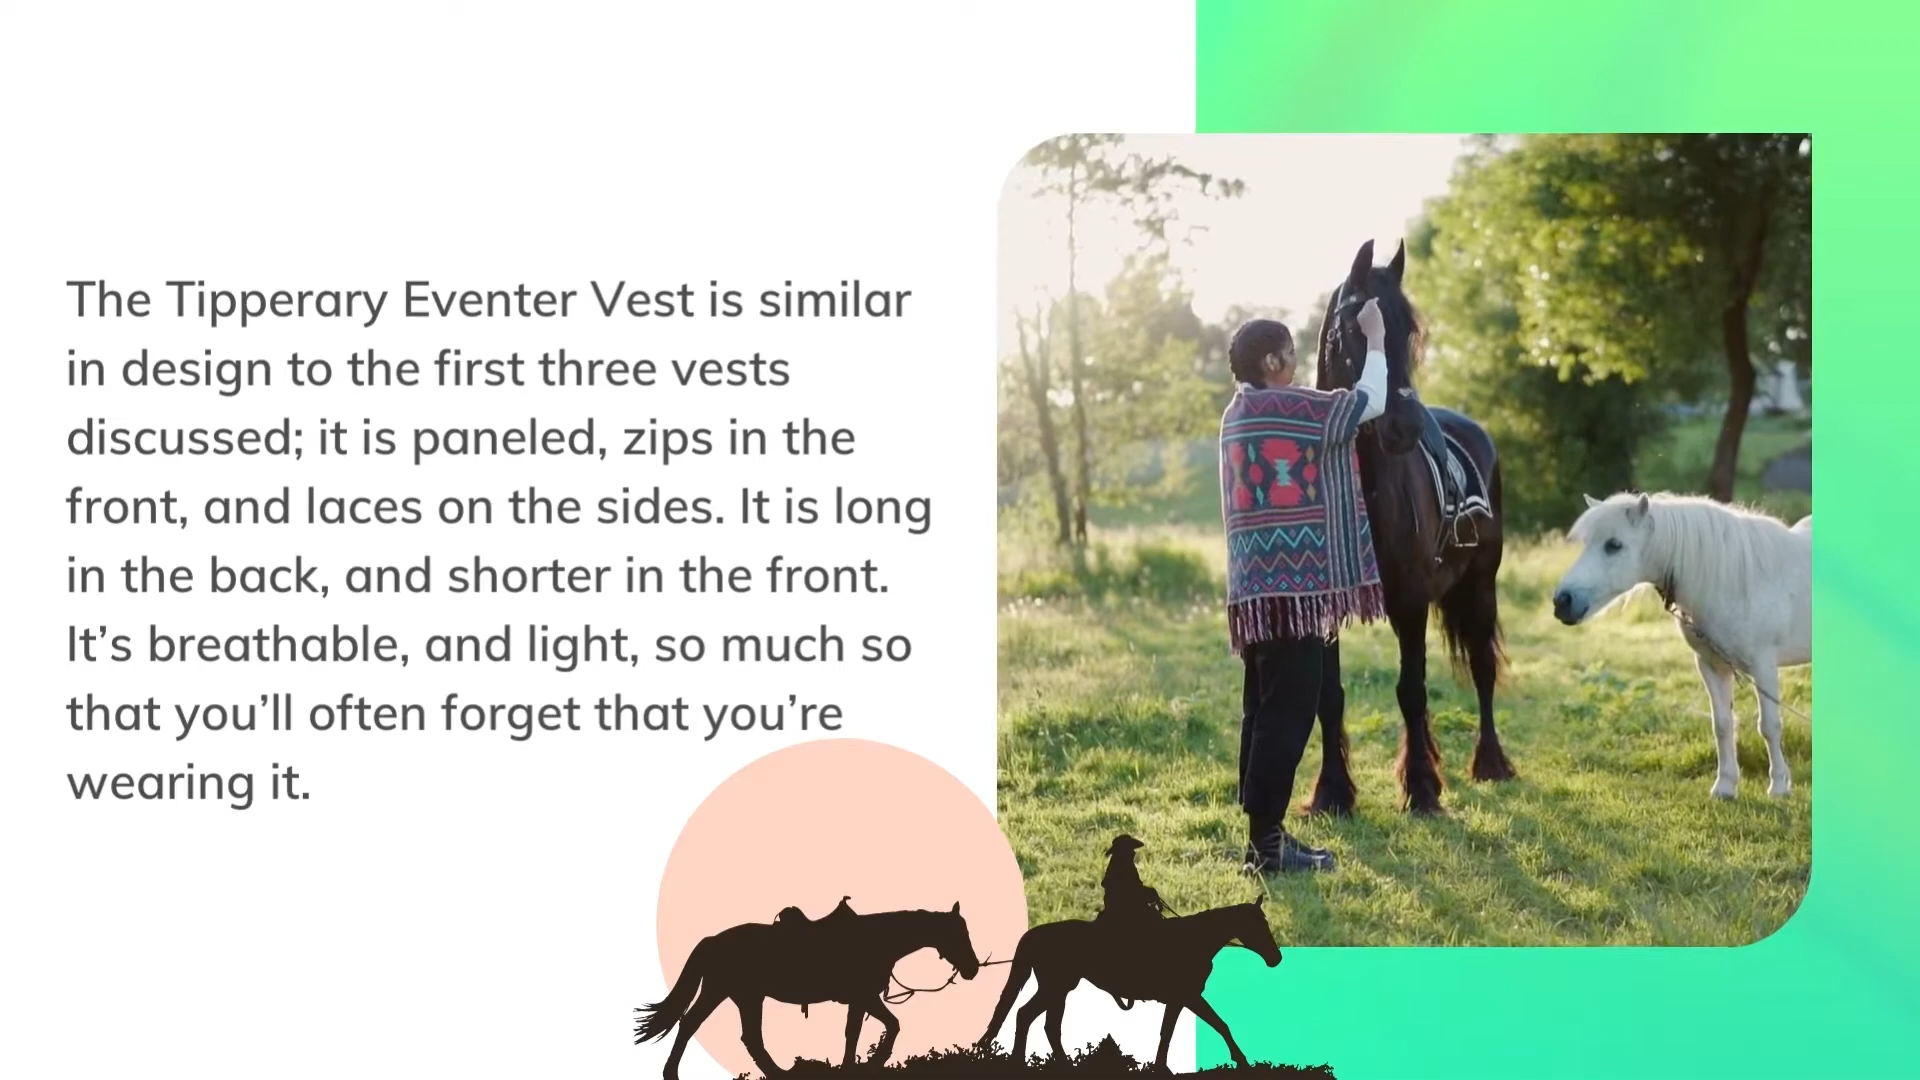 The Tipperary Eventer Vest is similar
in design to the first three vests
discussed; it is paneled, zips in the
front, and laces on the sides. It is long
in the back, and shorter in the front.
It’s breathable, and light, so much so
that you’ll often forget that you’re
wearing it.